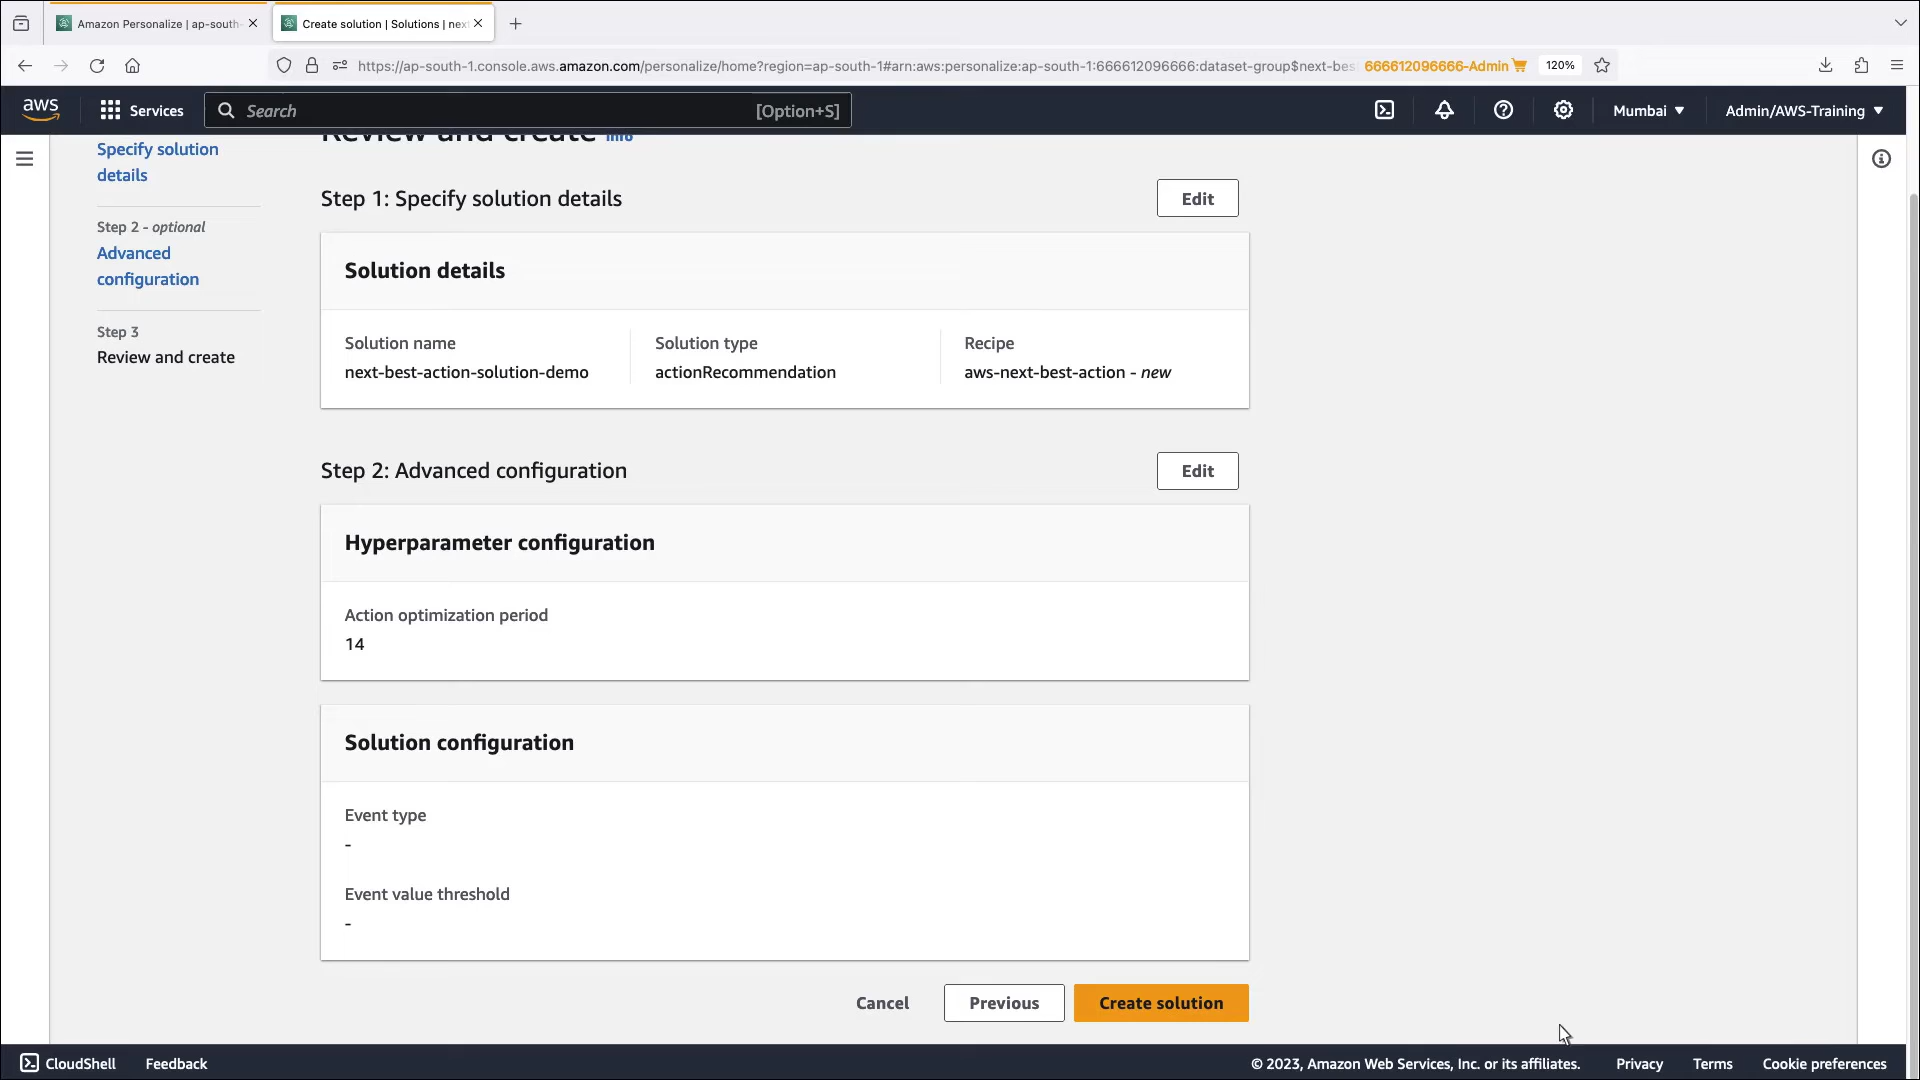 Amazon Personalize | ap-south-
Create solution | Solutions | nex
https://ap-south-1.console.aws.amazon.com/personalize/home?region=ap-south-1#arn:aws:personalize:ap-south-1:666612096666:dataset-group$next-bes
666612096666-Admin
120%
aws
Services
Search
[Option+S]
Mumbai
Admin/AWS-Training
Specify solution
details
Step 2 - optional
Advanced
configuration
Step 3
Review and create
Review and create Info
Step 1: Specify solution details
Edit
Solution details
Solution name
next-best-action-solution-demo
Solution type
actionRecommendation
Recipe
aws-next-best-action - new
Step 2: Advanced configuration
Edit
Hyperparameter configuration
Action optimization period
14
Solution configuration
Event type
-
Event value threshold
-
Cancel
Previous
Create solution
CloudShell
Feedback
© 2023, Amazon Web Services, Inc. or its affiliates.
Privacy
Terms
Cookie preferences